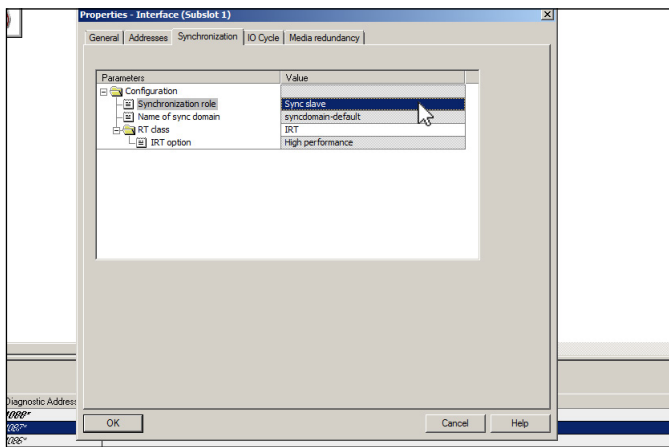 Properties - Interface (Subslot 1)
General Addresses Synchronization IO Cycle Media redundancy
Parameters Value
Configuration
Synchronization role Sync slave
Name of sync domain syncdomain-default
RT class IRT
IRT option High performance
Diagnostic Address
OK Cancel Help